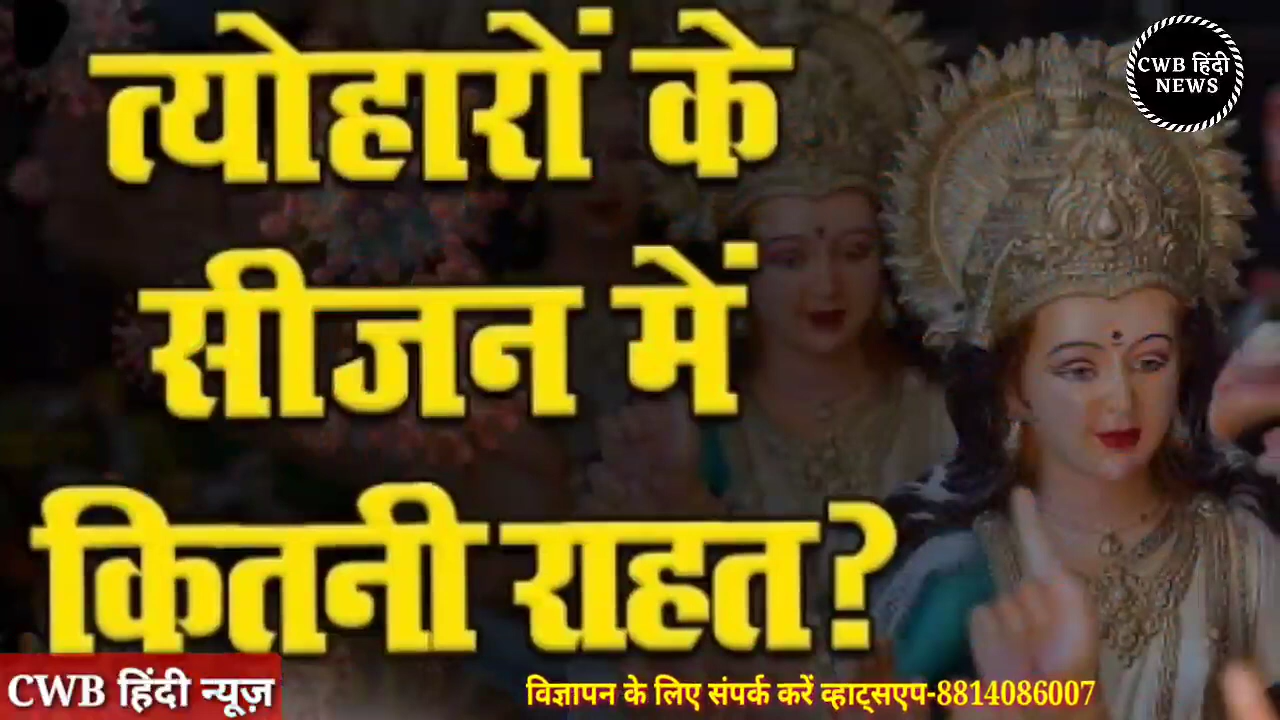 त्योहारों के
CWB हिंदी
NEWS
सीजन में
कितनी राहत?
CWB हिंदी न्यूज़
विज्ञापन के लिए संपर्क करें व्हाट्सएप-8814086007